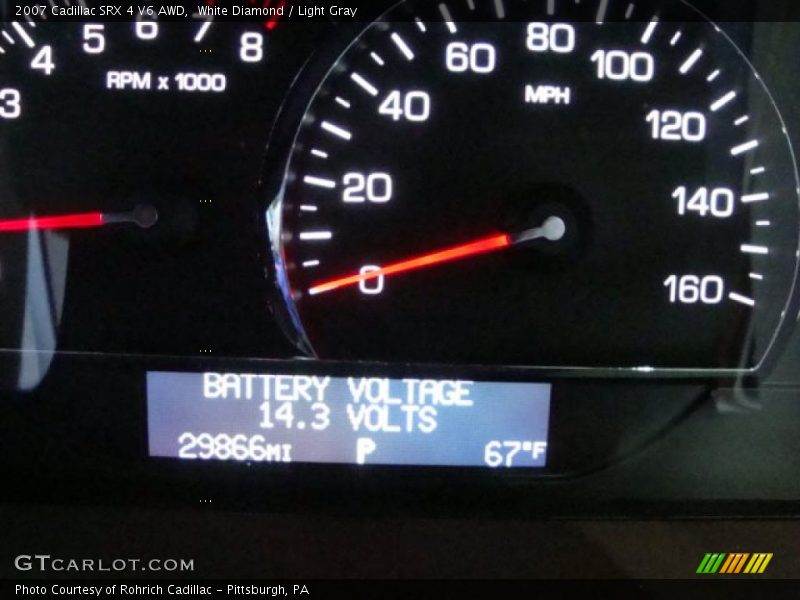 2007 Cadillac SRX 4 V6 AWD,  White Diamond / Light Gray
3 4 5 6 7 8
RPM x 1000
0 20 40 60 80 100 120 140 160
MPH
BATTERY VOLTAGE
14.3 VOLTS
29866MI P 67°F
GTCARLOT.COM
Photo Courtesy of Rohrich Cadillac - Pittsburgh, PA